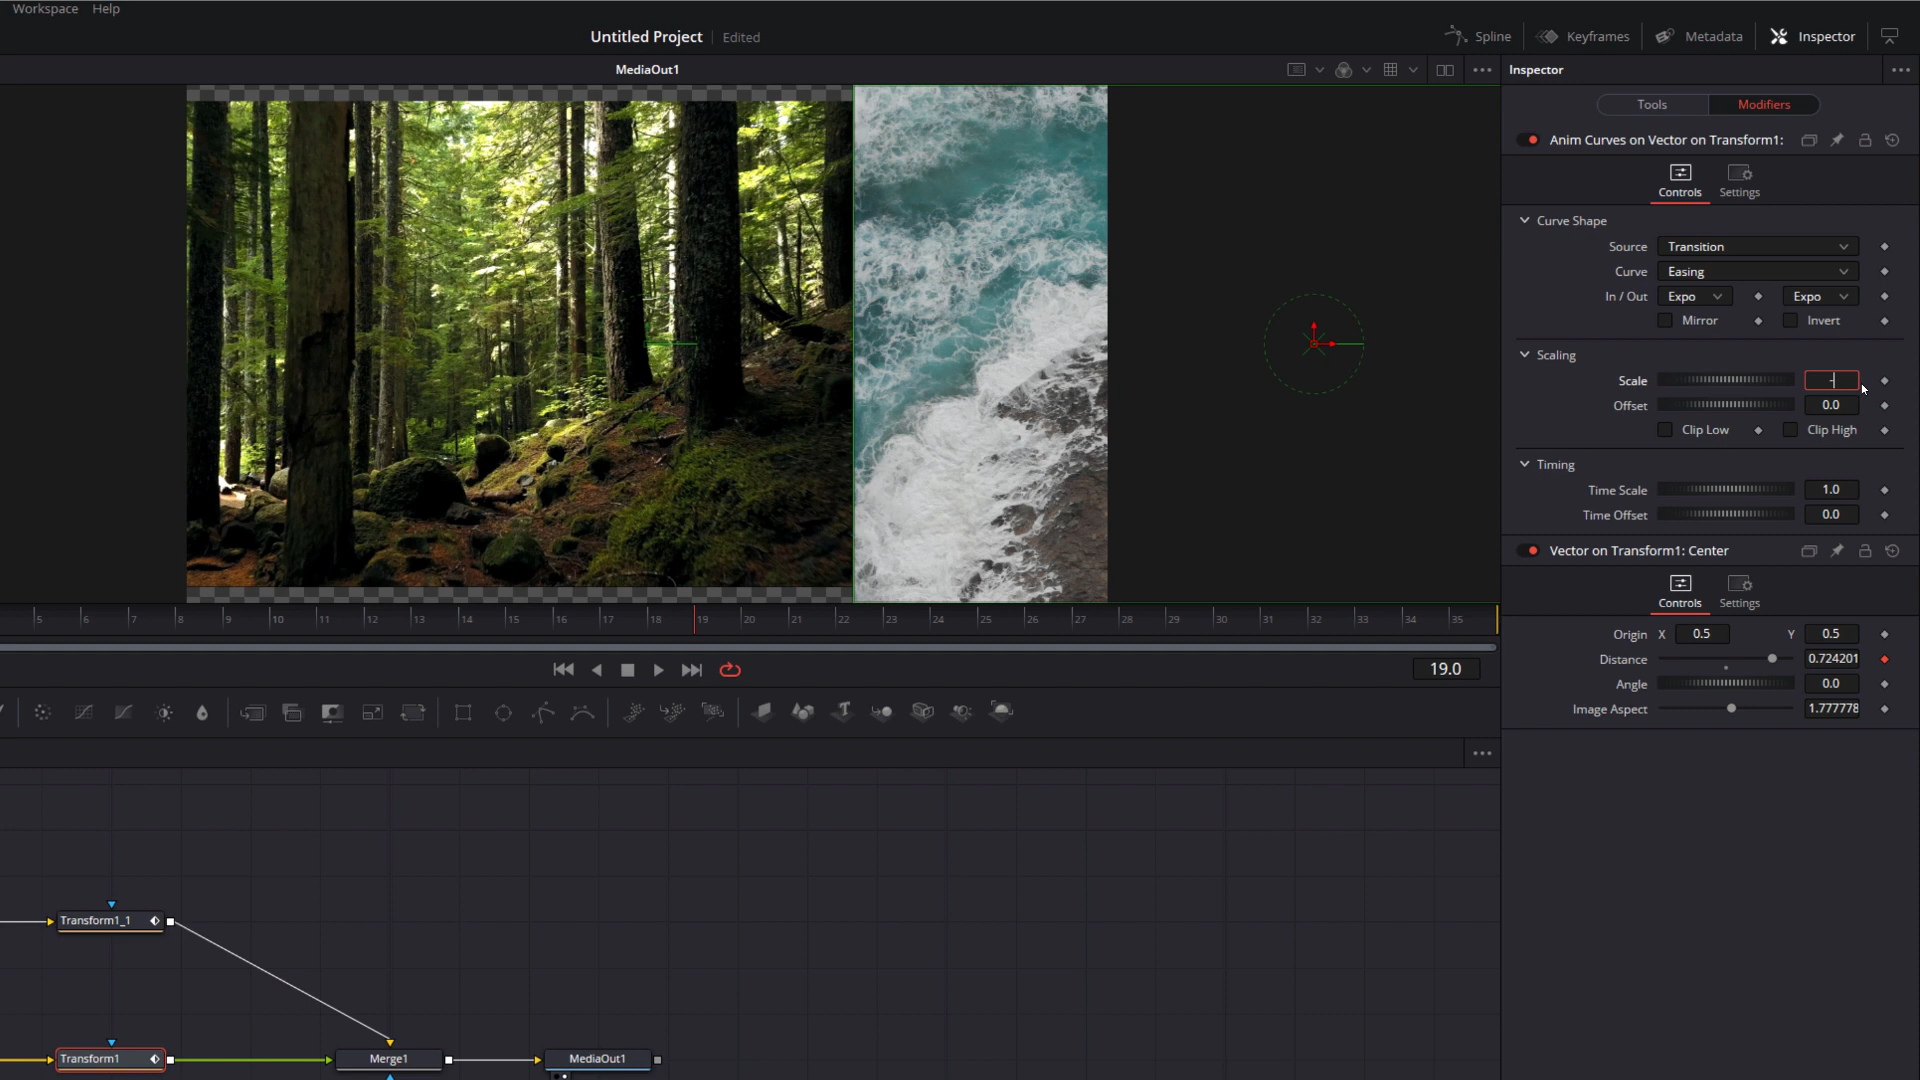 Workspace Help
Untitled Project Edited
Spline Keyframes Metadata Inspector
MediaOut1
Inspector
Tools Modifiers
Anim Curves on Vector on Transform1:
Controls Settings
Curve Shape
Source Transition
Curve Easing
In / Out Expo Expo
Mirror Invert
Scaling
Scale -
Offset 0.0
Clip Low Clip High
Timing
Time Scale 1.0
Time Offset 0.0
Vector on Transform1: Center
Controls Settings
5 6 7 8 9 10 11 12 13 14 15 16 17 18 19 20 21 22 23 24 25 26 27 28 29 30 31 32 33 34 35
Origin X 0.5 Y 0.5
Distance 0.724201
Angle 0.0
Image Aspect 1.777778
19.0
Transform1_1
Transform1 Merge1 MediaOut1